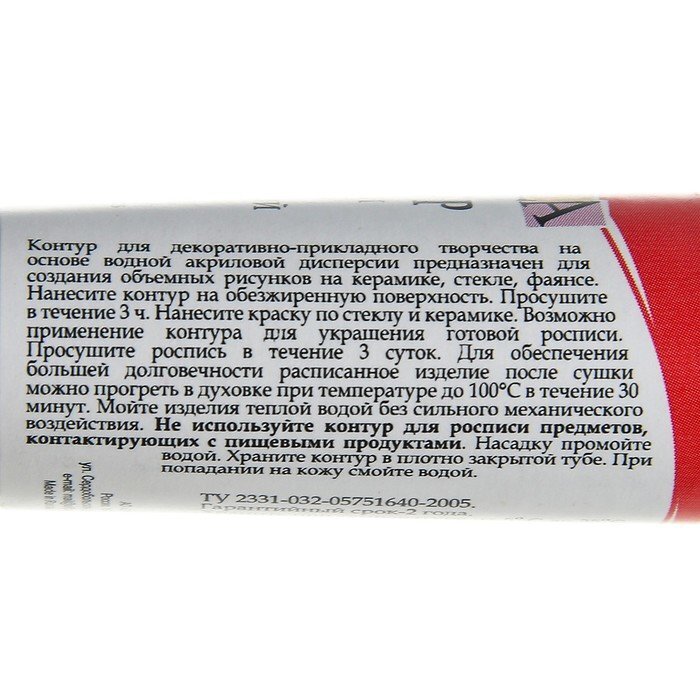 Контур для декоративно-прикладного творчества на
основе водной акриловой дисперсии предназначен для
создания объемных рисунков на керамике, стекле, фаянсе.
Нанесите контур на обезжиренную поверхность. Просушите
в течение 3 ч. Нанесите краску по стеклу и керамике. Возможно
применение контура для украшения готовой росписи.
Просушите роспись в течение 3 суток. Для обеспечения
большей долговечности расписанное изделие после сушки
можно прогреть в духовке при температуре до 100°С в течение 30
минут. Мойте изделия теплой водой без сильного механического
воздействия. Не используйте контур для росписи предметов,
контактирующих с пищевыми продуктами. Насадку промойте
водой. Храните контур в плотно закрытой тубе. При
попадании на кожу смойте водой.
ТУ 2331-032-05751640-2005.
Гарантийный срок-2 года.